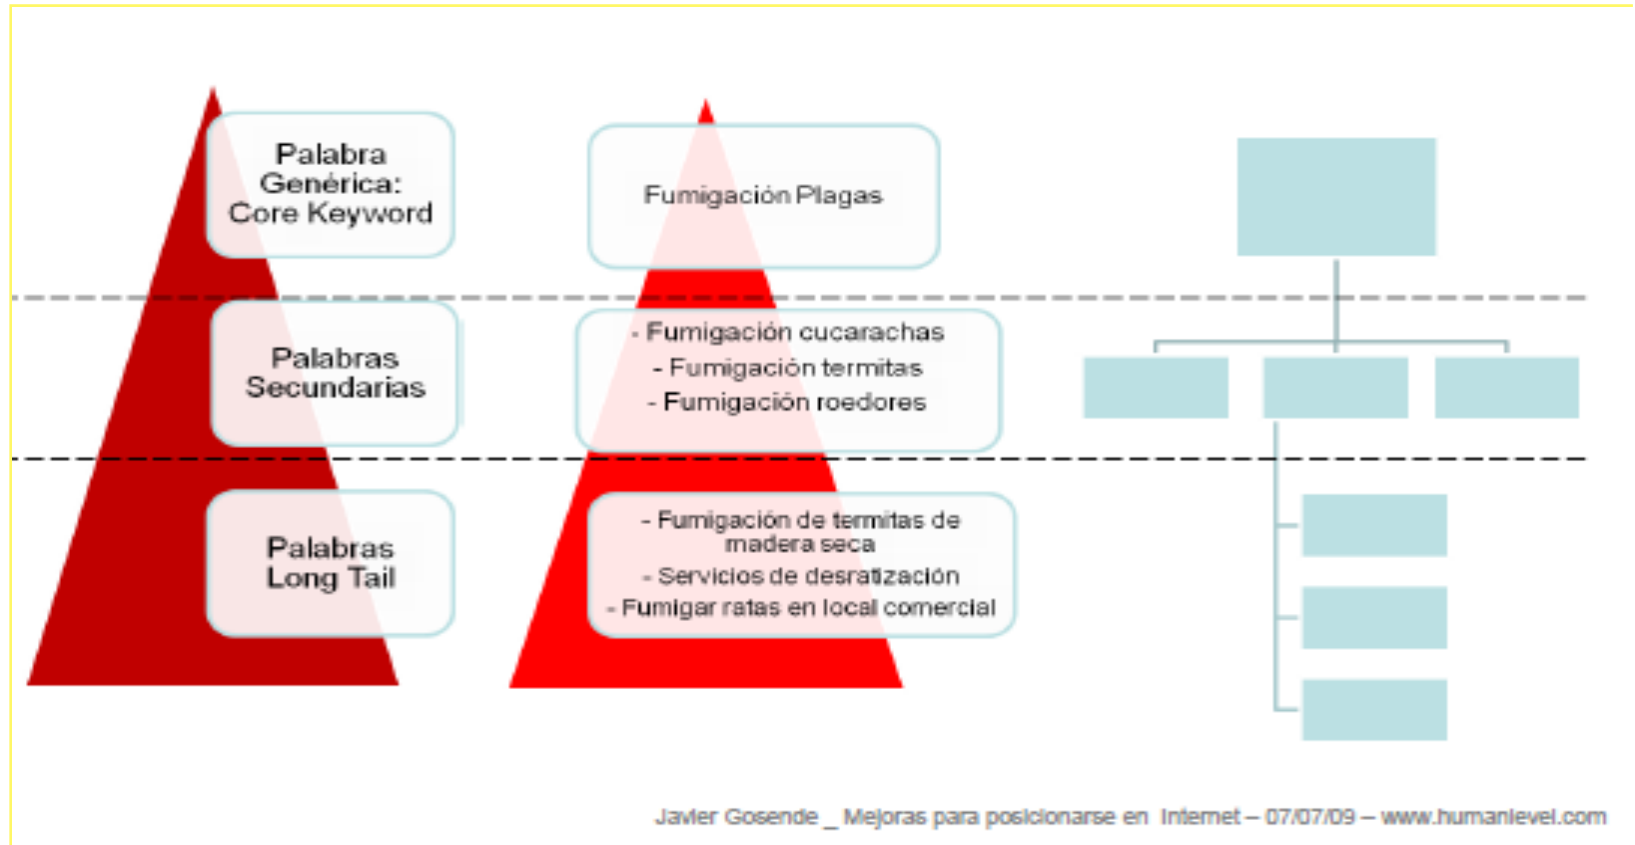 Palabra
Genérica:
Core Keyword
Fumigación Plagas
Palabras
Secundarias
- Fumigación cucarachas
- Fumigación termitas
- Fumigación roedores
Palabras
Long Tail
- Fumigación de termitas de
madera seca
- Servicios de desratización
- Fumigar ratas en local comercial
Javier Gosende _ Mejoras para posicionarse en Internet – 07/07/09 – www.humanlevel.com